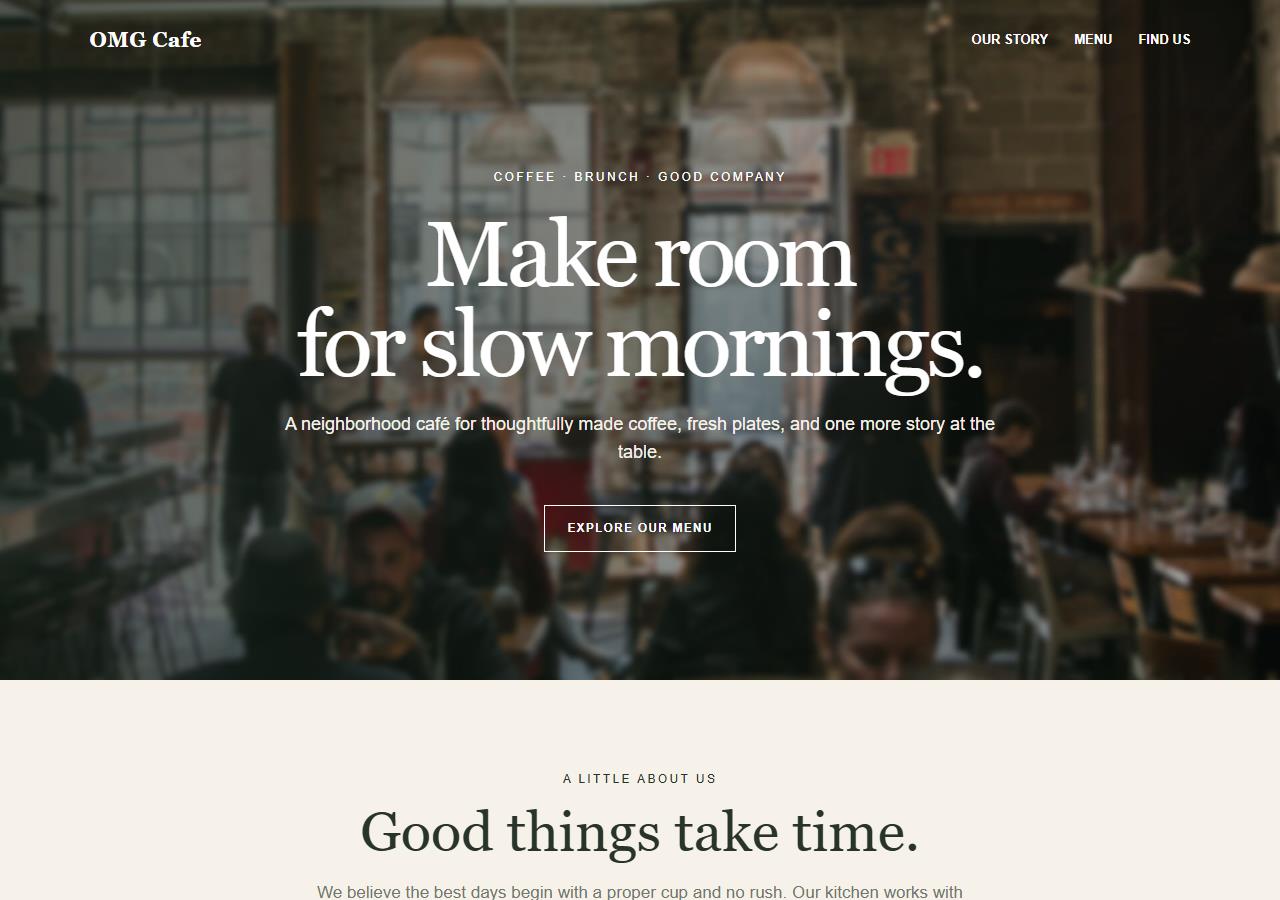 OMG Cafe
OUR STORY MENU FIND US
COFFEE · BRUNCH · GOOD COMPANY
Make room
for slow mornings.
A neighborhood café for thoughtfully made coffee, fresh plates, and one more story at the
table.
EXPLORE OUR MENU
EXIT
A LITTLE ABOUT US
Good things take time.
We believe the best days begin with a proper cup and no rush. Our kitchen works with